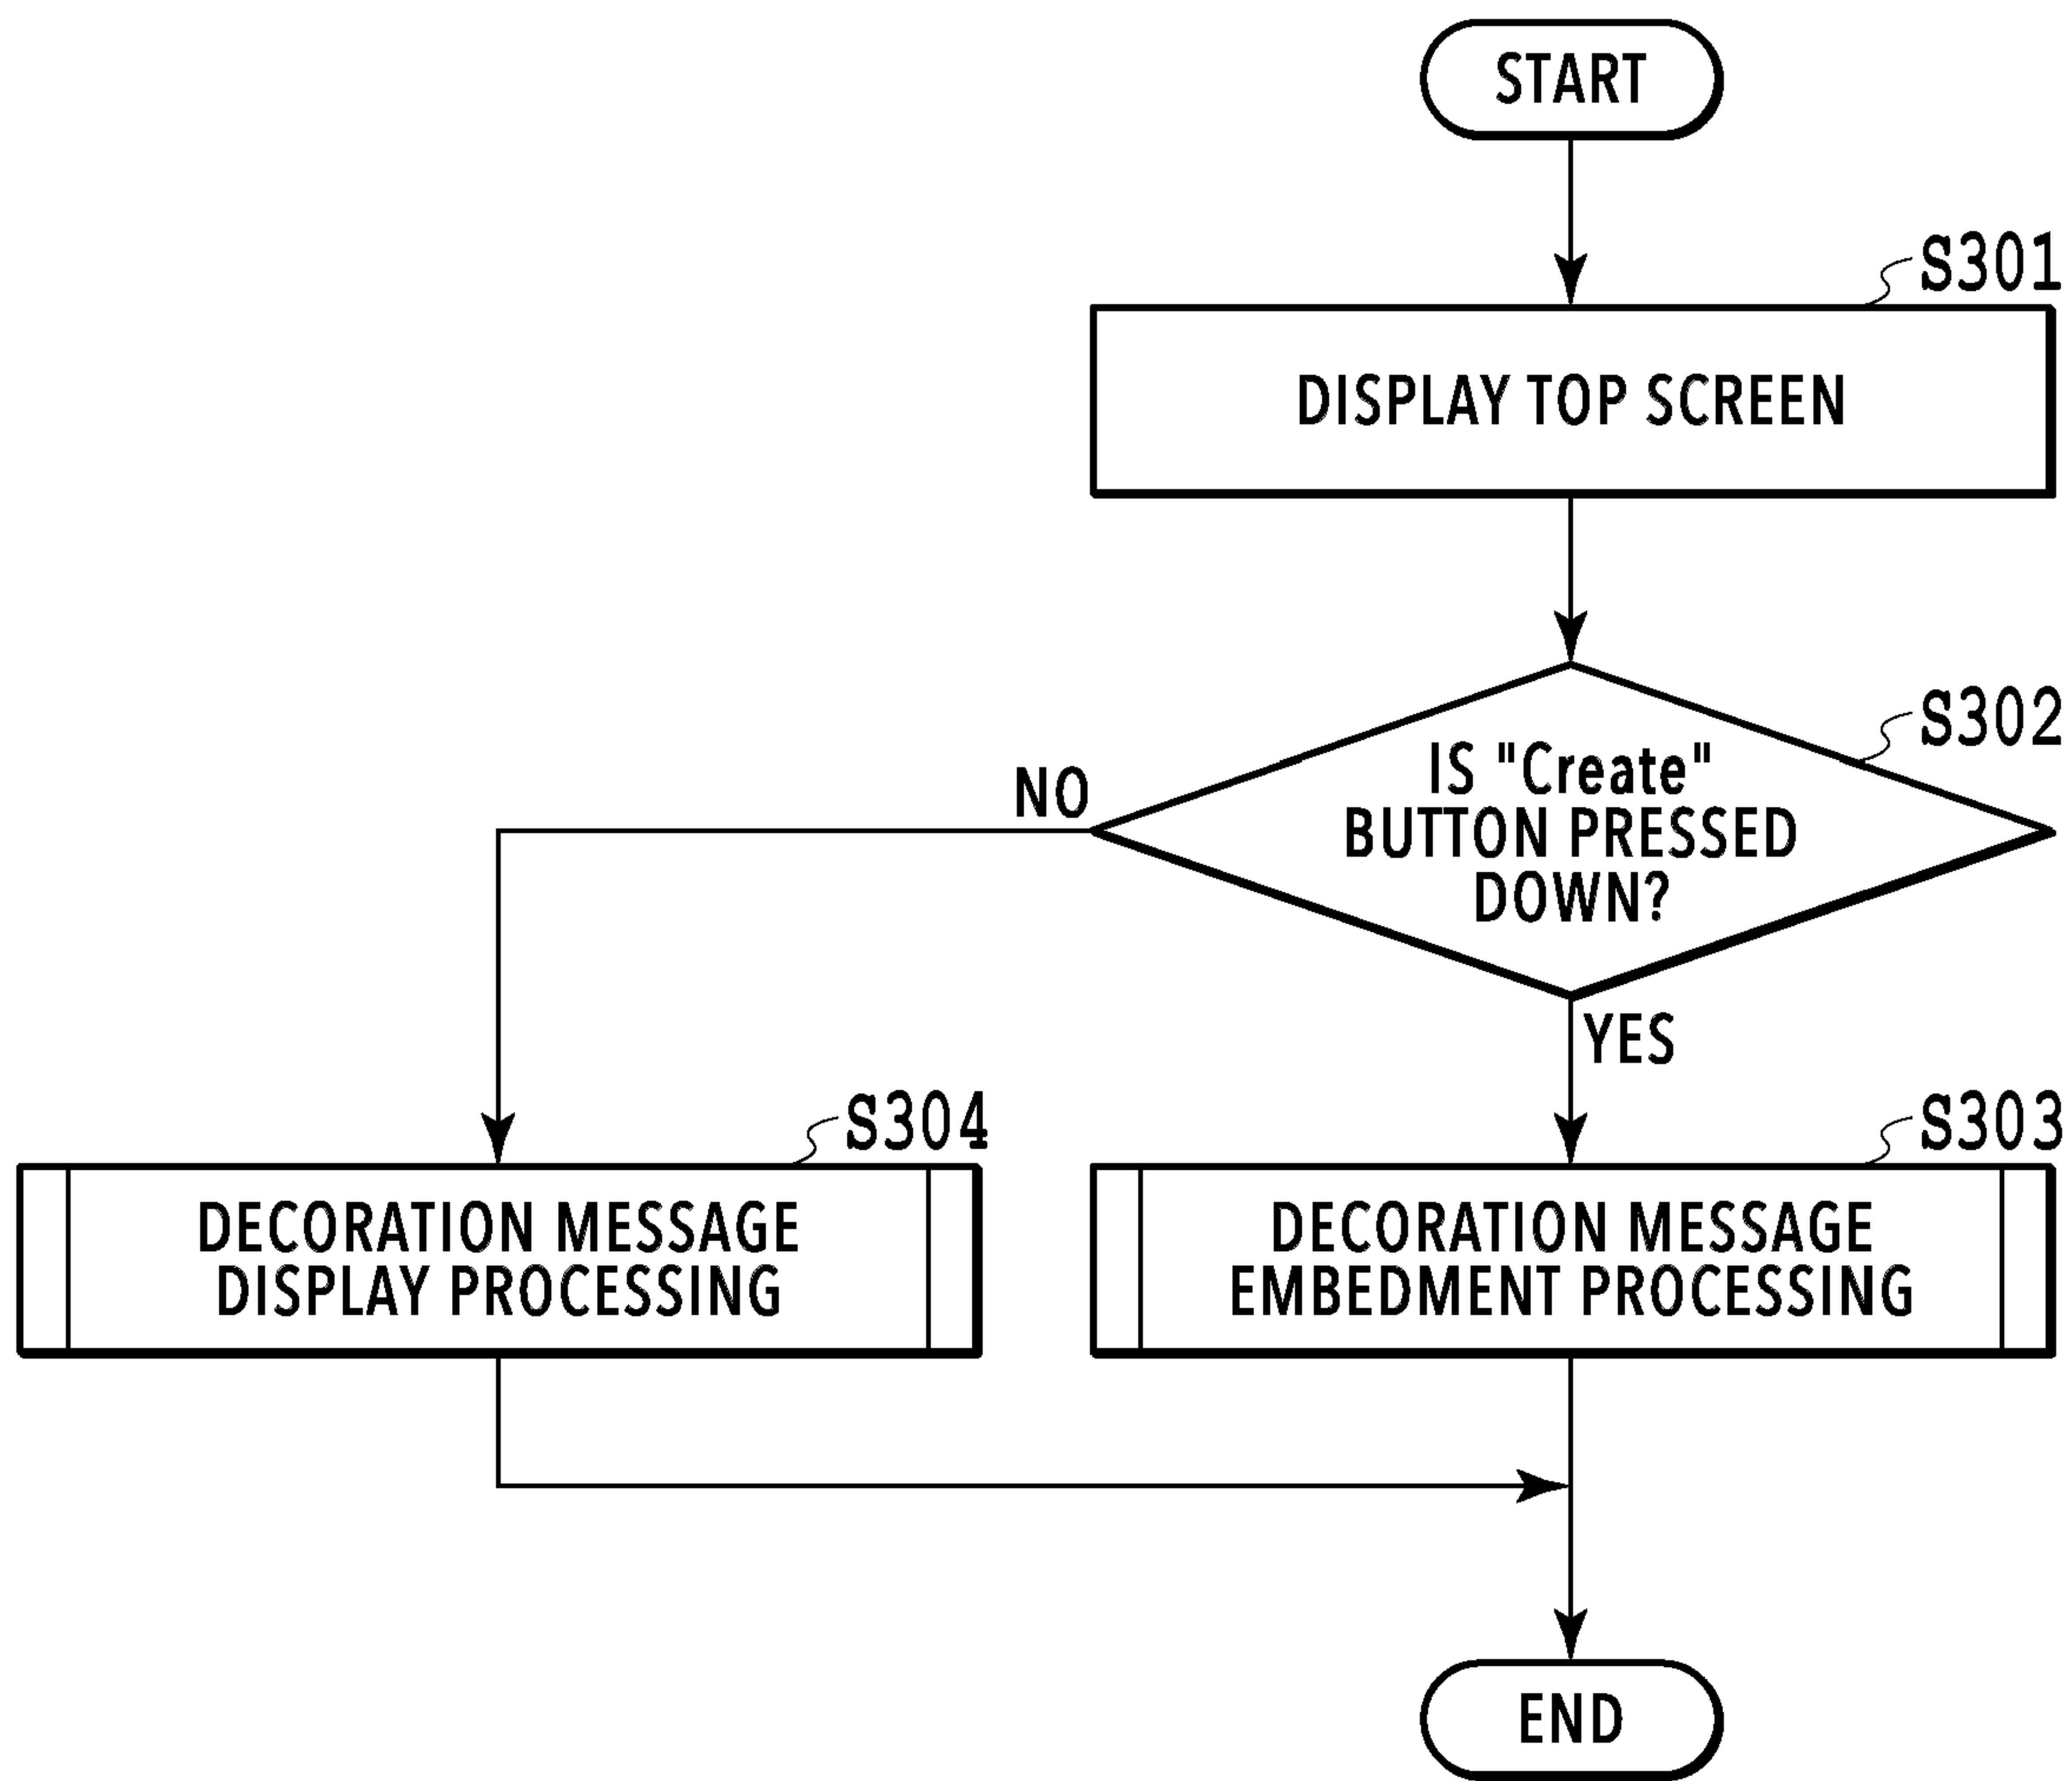 START
S301
DISPLAY TOP SCREEN
S302
IS "Create"
BUTTON PRESSED
DOWN?
NO
YES
S304
DECORATION MESSAGE
DISPLAY PROCESSING
S303
DECORATION MESSAGE
EMBEDMENT PROCESSING
END